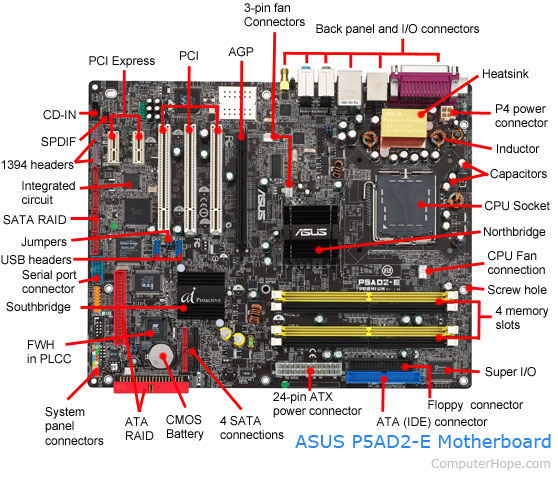 3-pin fan
Connectors
Back panel and I/O connectors
PCI Express
PCI
AGP
Heatsink
CD-IN
P4 power
connector
SPDIF
Inductor
1394 headers
Capacitors
Integrated
circuit
CPU Socket
SATA RAID
ASUS
ASUS
Northbridge
Jumpers
USB headers
CPU Fan
connection
Serial port
connector
P5AD2-E
PREMIUM
Screw hole
Southbridge
ai
Proactive
4 memory
slots
FWH
in PLCC
Super I/O
System
panel
connectors
ATA
RAID
CMOS
Battery
4 SATA
connections
24-pin ATX
power connector
Floppy connector
ATA (IDE) connector
ASUS P5AD2-E Motherboard
ComputerHope.com